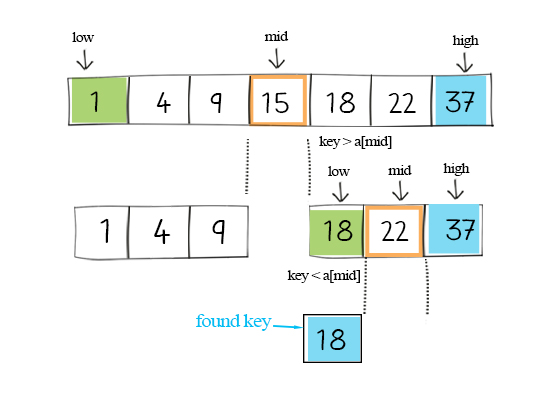 low mid high
1 4 9 15 18 22 37
key > a[mid]
low mid high
1 4 9 18 22 37
key < a[mid]
found key 18